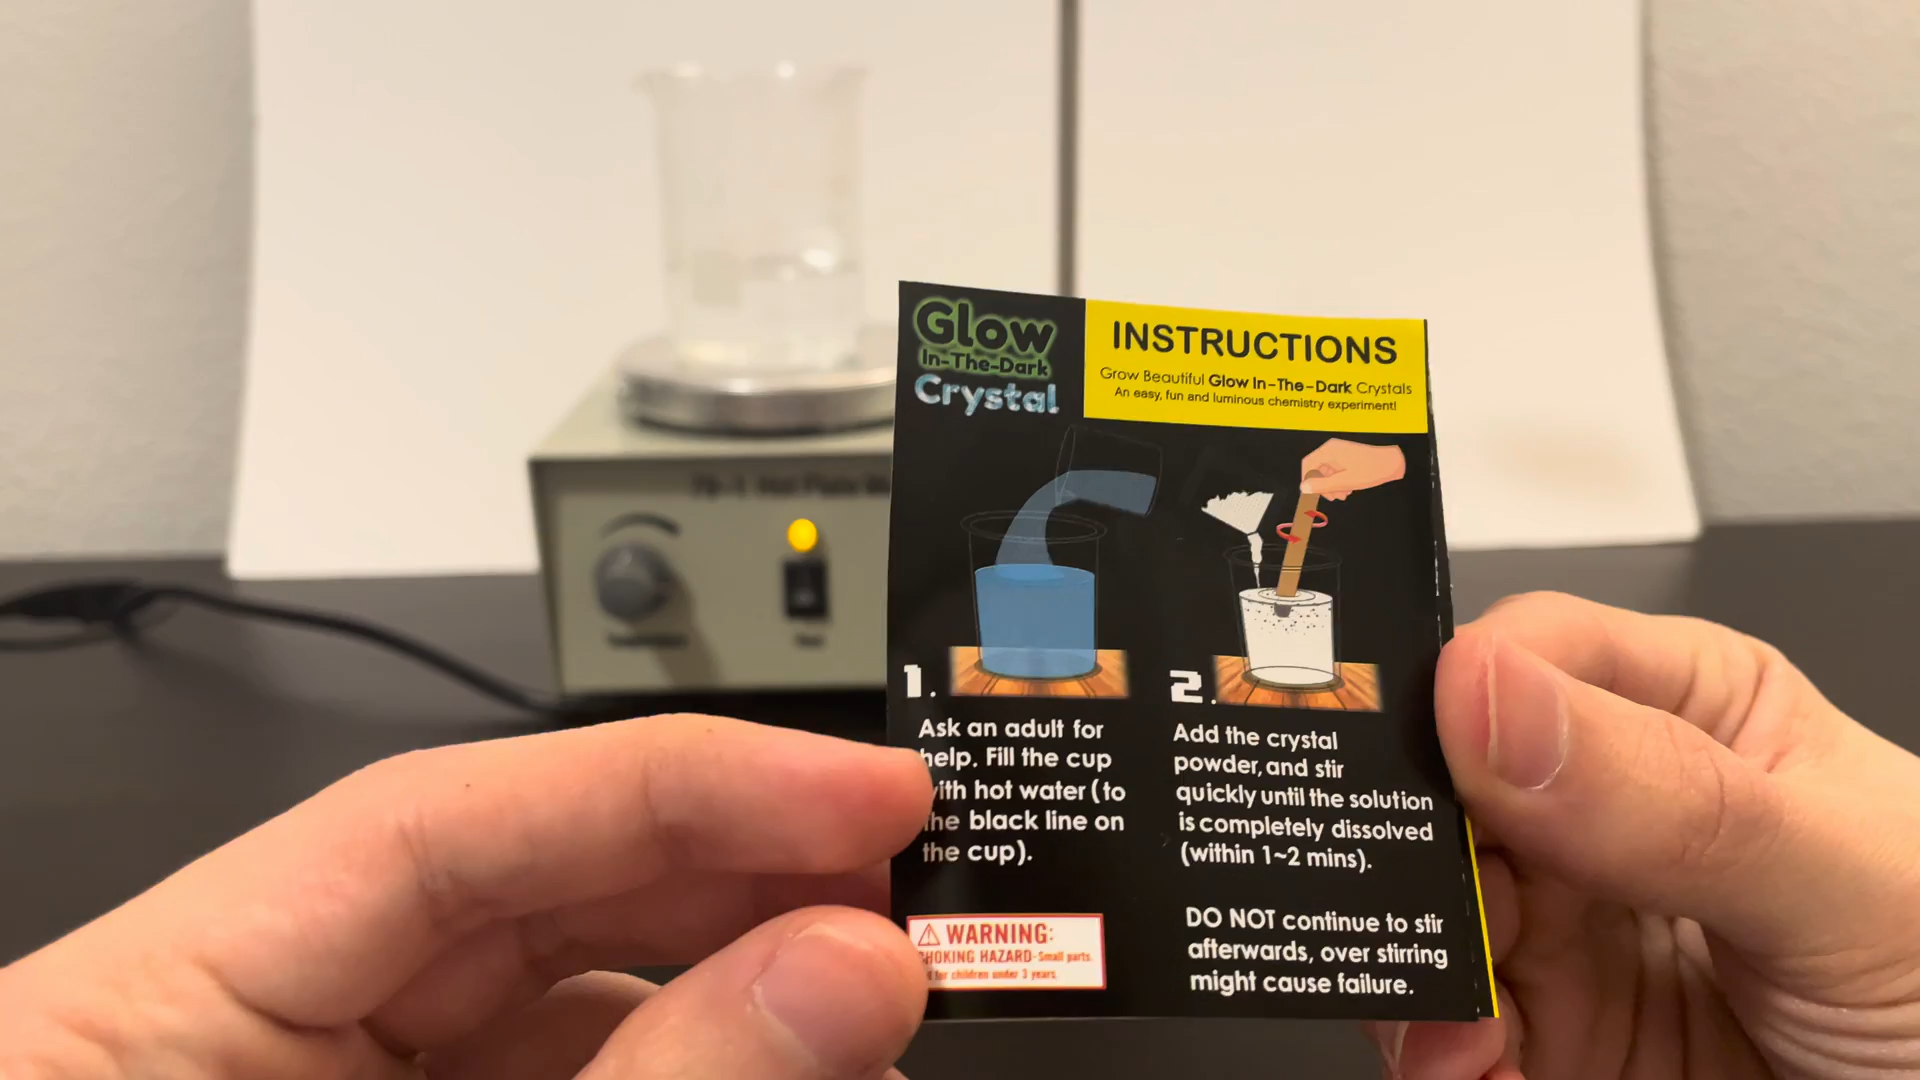 Glow
In-The-Dark
Crystal
INSTRUCTIONS
Grow Beautiful Glow In-The-Dark Crystals
An easy, fun and luminous chemistry experiment!
1.
Ask an adult for
help. Fill the cup
with hot water (to
the black line on
the cup).
2.
Add the crystal
powder, and stir
quickly until the solution
is completely dissolved
(within 1~2 mins).
DO NOT continue to stir
afterwards, over stirring
might cause failure.
WARNING:
CHOKING HAZARD-Small parts.
for children under 3 years.
Hot Plate